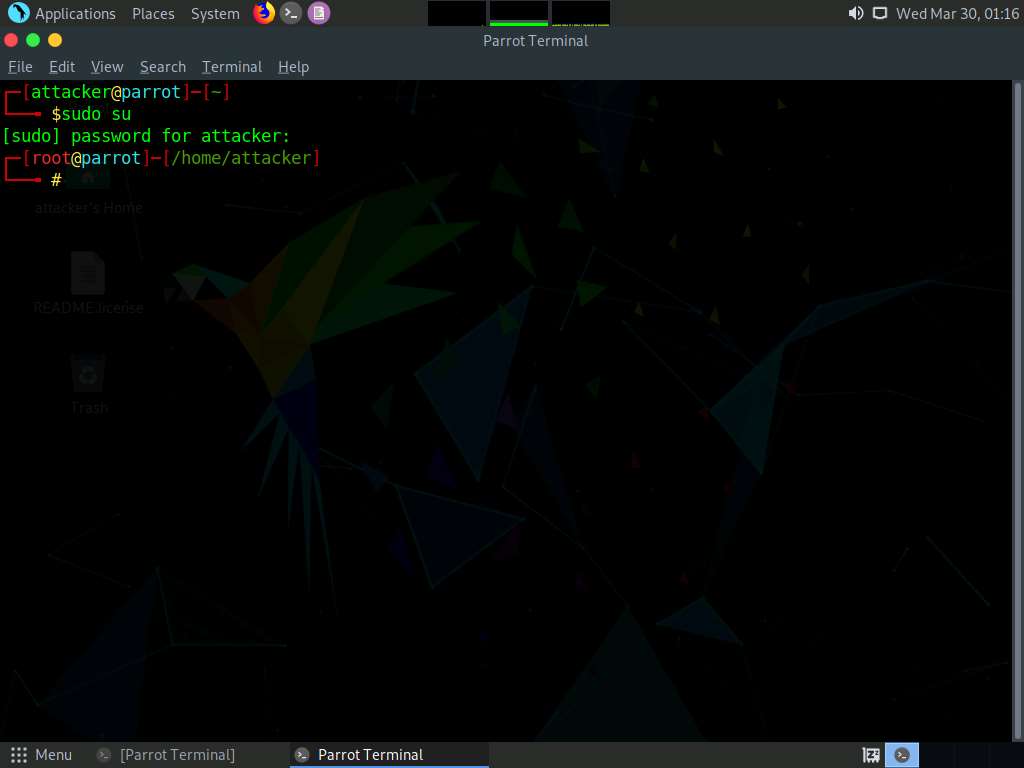 Applications Places System Wed Mar 30, 01:16
Parrot Terminal
File Edit View Search Terminal Help
┌─[attacker@parrot]─[~]
└──╼ $sudo su
[sudo] password for attacker:
┌─[root@parrot]─[/home/attacker]
└──╼ #
attacker's Home
README.license
Trash
Menu [Parrot Terminal] Parrot Terminal